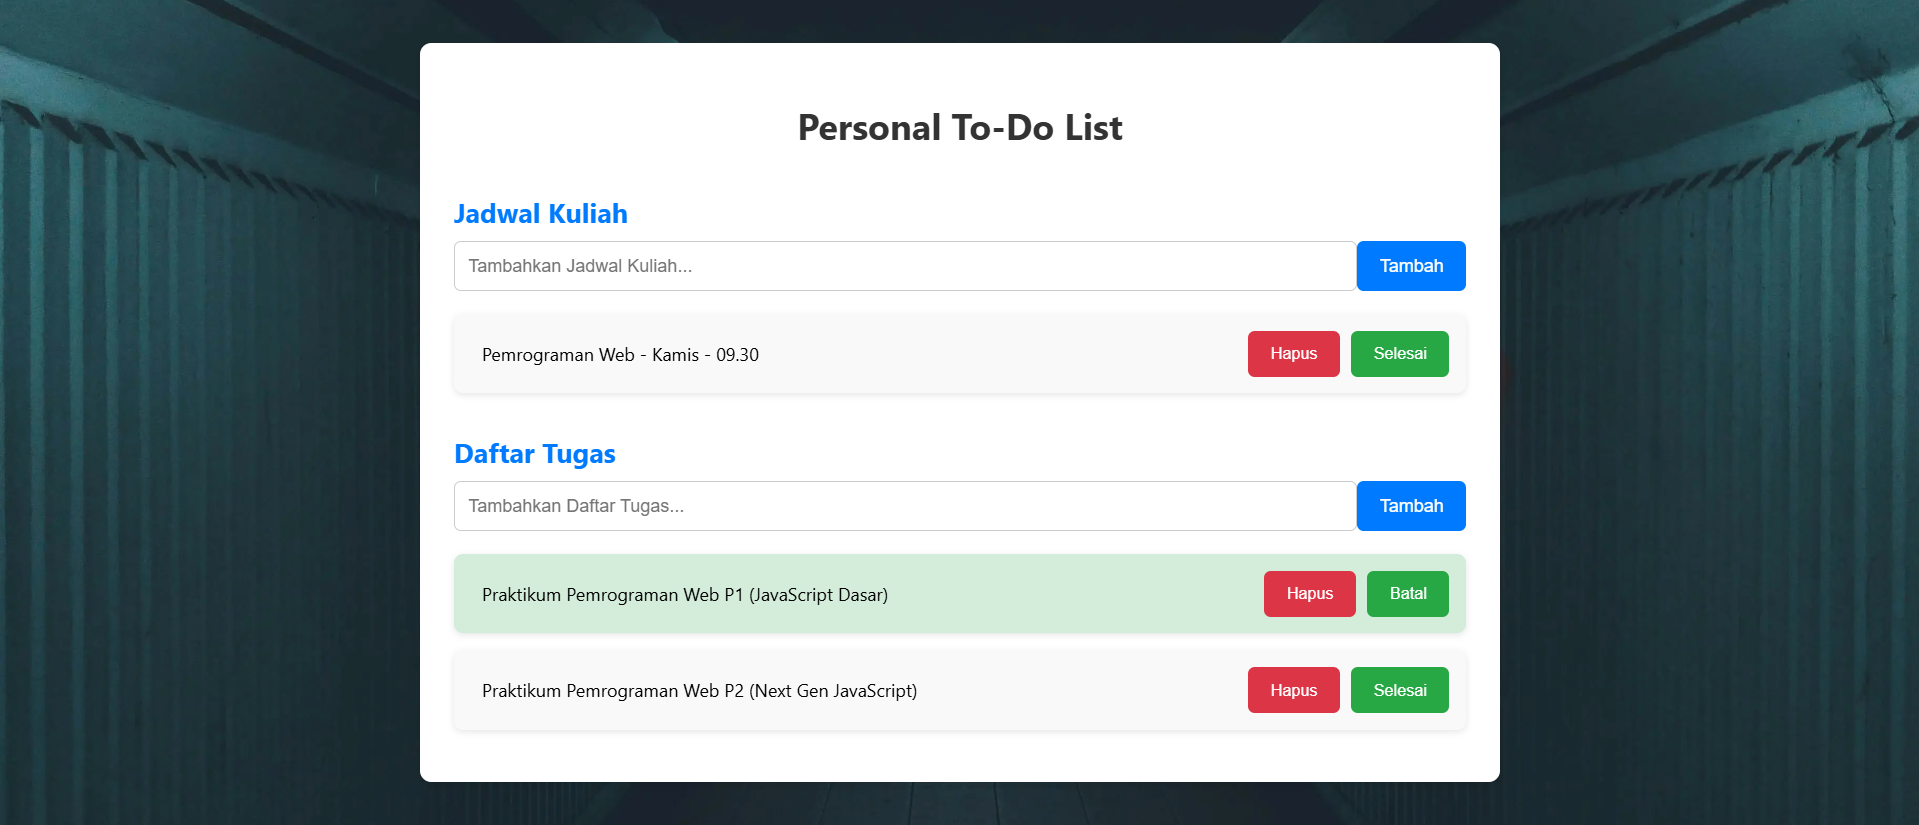 Personal To-Do List
Jadwal Kuliah
Tambahkan Jadwal Kuliah...
Tambah
Pemrograman Web - Kamis - 09.30
Hapus
Selesai
Daftar Tugas
Tambahkan Daftar Tugas...
Tambah
Praktikum Pemrograman Web P1 (JavaScript Dasar)
Hapus
Batal
Praktikum Pemrograman Web P2 (Next Gen JavaScript)
Hapus
Selesai